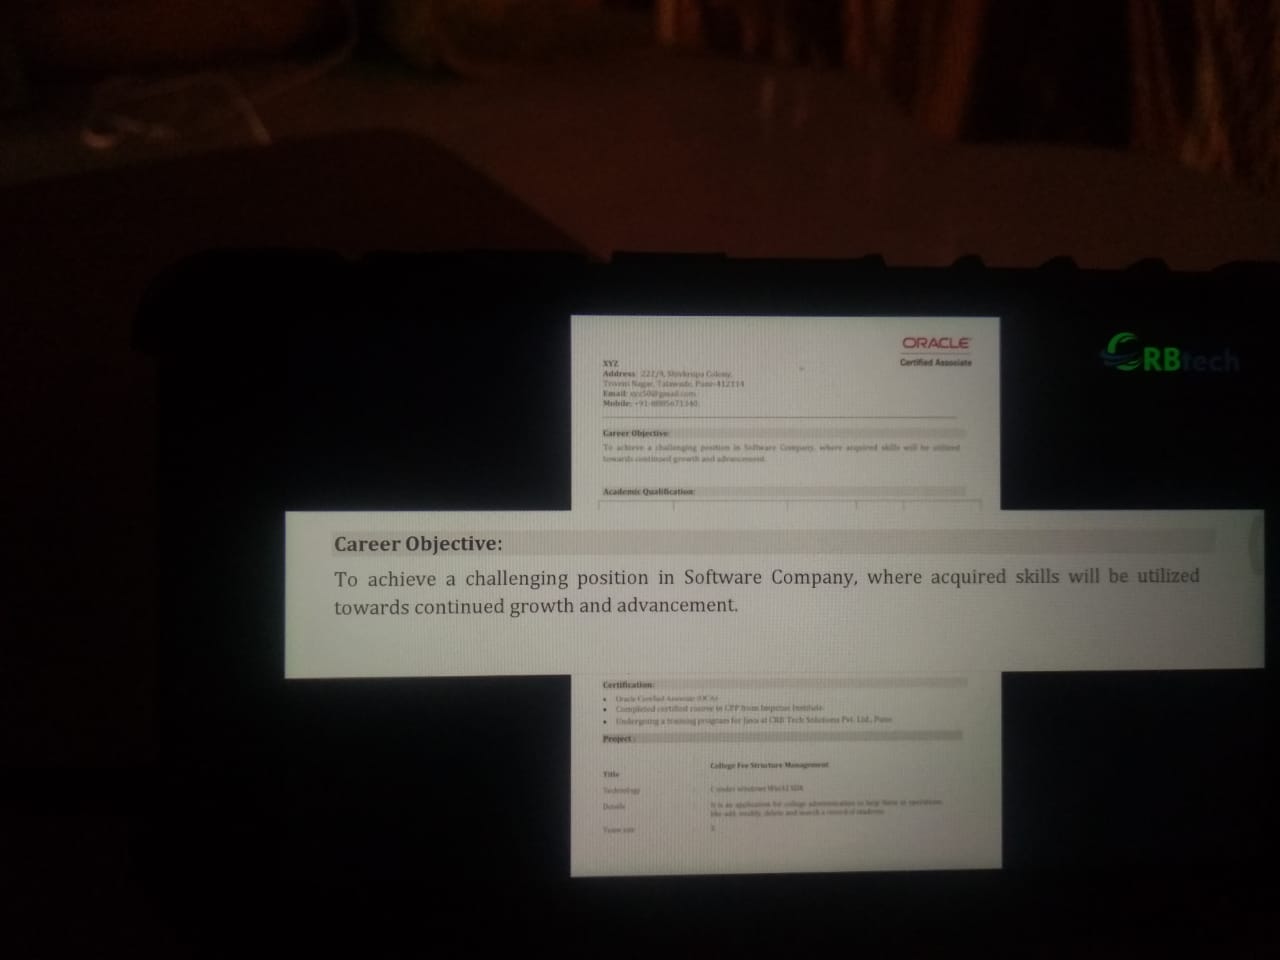 ORACLE
Certified Associate
CRBtech
XYZ
Address: 222/9, Shivkrupa Colony,
Triveni Nagar, Talawade, Pune-412114
Email: xyz50@gmail.com
Mobile: +91-8805671340
Career Objective:
To achieve a challenging position in Software Company, where acquired skills will be utilized
towards continued growth and advancement.
Academic Qualification:
Career Objective:
To achieve a challenging position in Software Company, where acquired skills will be utilized
towards continued growth and advancement.
Certification:
Oracle Certified Associate (OCA)
Completed certified course in CPP from Impetus Institute.
Undergoing a training program for Java at CRB Tech Solutions Pvt. Ltd., Pune
Project :
College Fee Structure Management
Title
Technology C under windows
Details It is an application for college administration to help them in operations
like add, modify, delete and search a record of students.
Team size